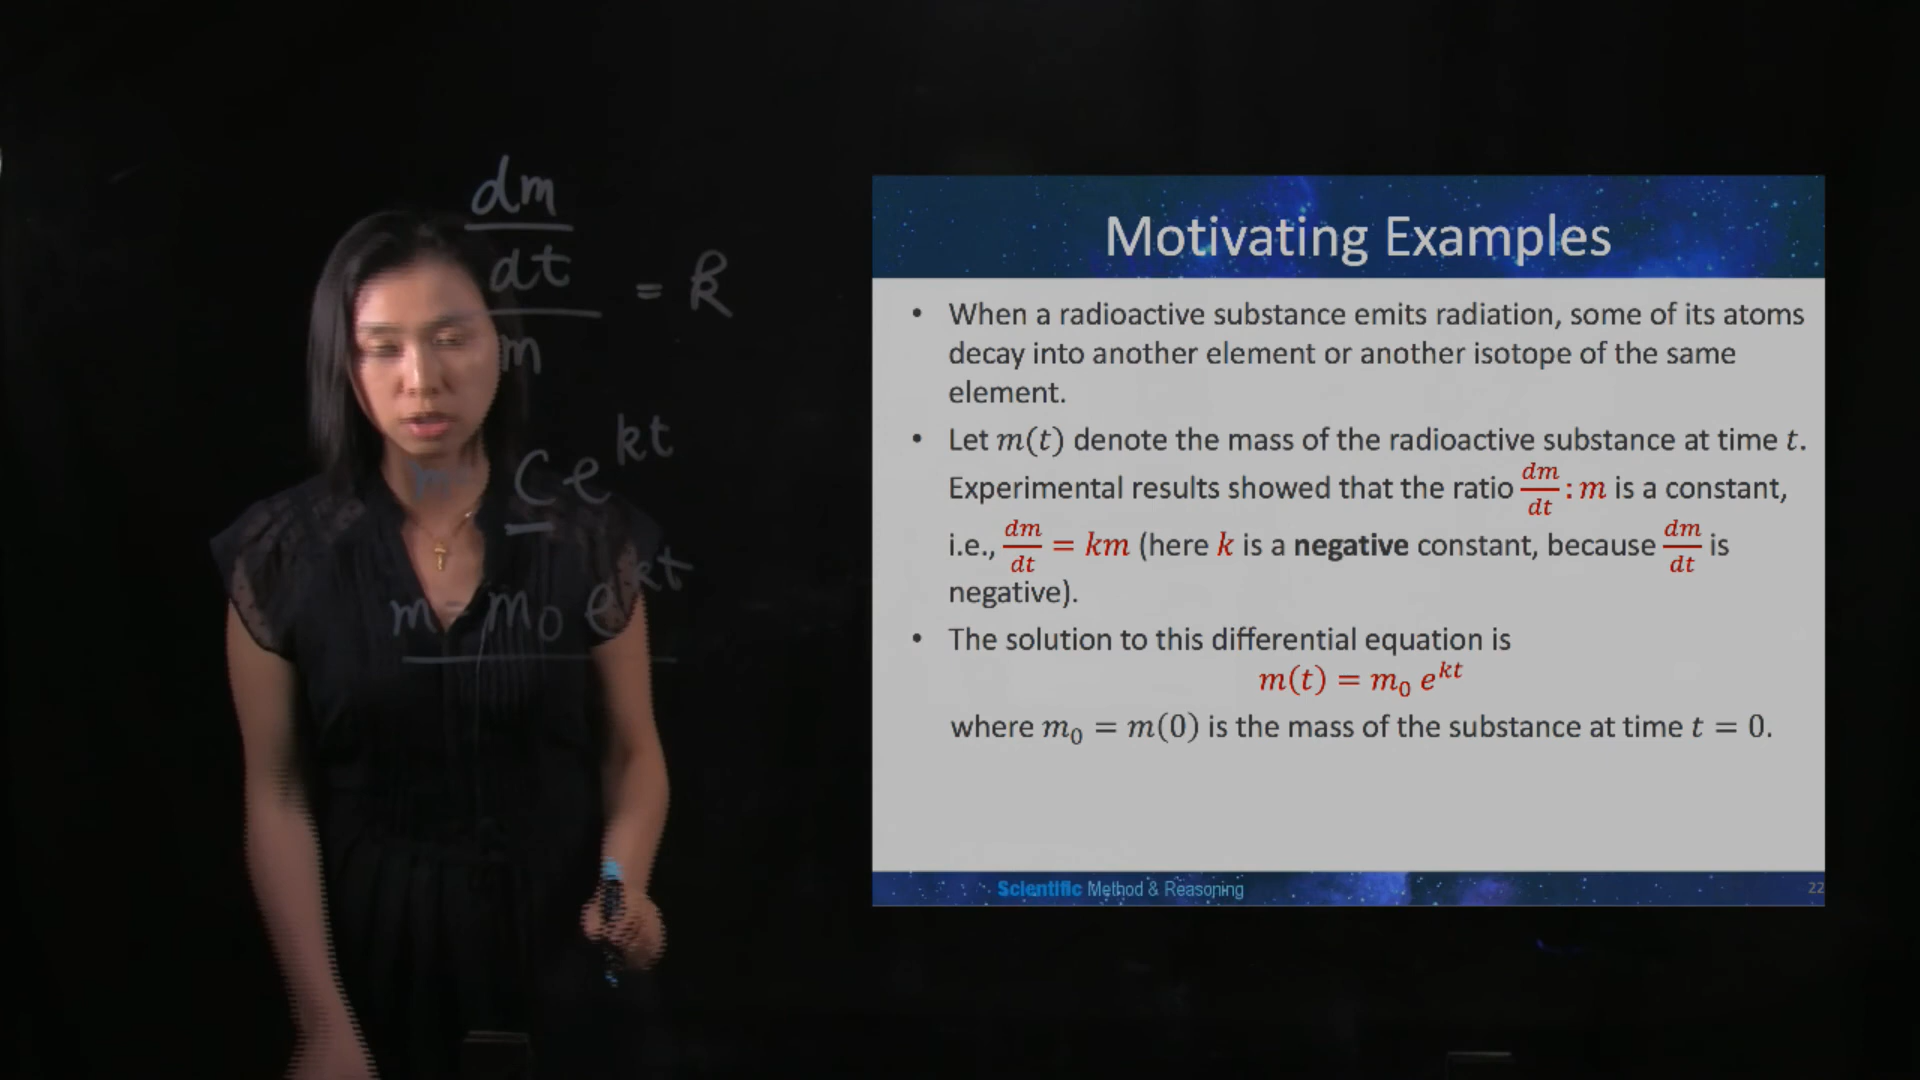 dm
dt
m
= k
m = C e^kt
m = m0 e^kt
Motivating Examples
• When a radioactive substance emits radiation, some of its atoms
decay into another element or another isotope of the same
element.
• Let m(t) denote the mass of the radioactive substance at time t.
Experimental results showed that the ratio dm/dt : m is a constant,
i.e., dm/dt = km (here k is a negative constant, because dm/dt is
negative).
• The solution to this differential equation is
m(t) = m₀ e^kt
where m₀ = m(0) is the mass of the substance at time t = 0.
Scientific Method & Reasoning
22